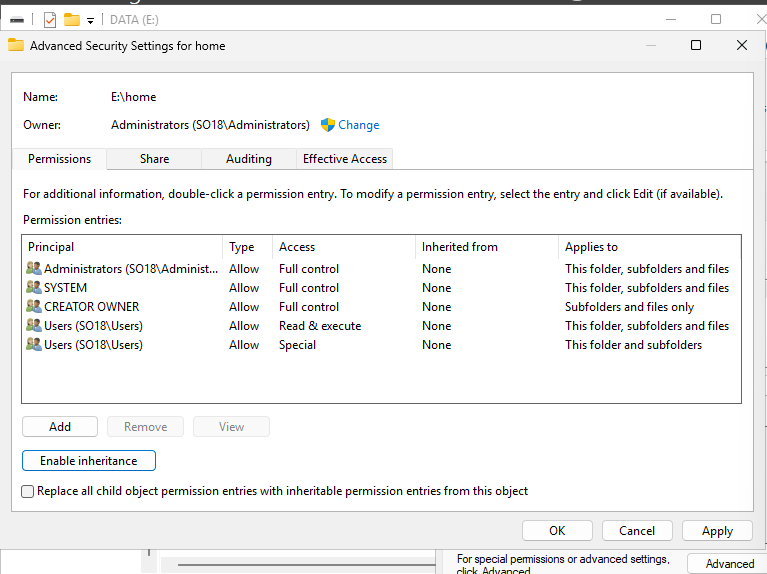 DATA (E:)
Advanced Security Settings for home
Name: E:\home
Owner: Administrators (SO18\Administrators) Change
Permissions Share Auditing Effective Access
For additional information, double-click a permission entry. To modify a permission entry, select the entry and click Edit (if available).
Permission entries:
Principal Type Access Inherited from Applies to
Administrators (SO18\Administ... Allow Full control None This folder, subfolders and files
SYSTEM Allow Full control None This folder, subfolders and files
CREATOR OWNER Allow Full control None Subfolders and files only
Users (SO18\Users) Allow Read & execute None This folder, subfolders and files
Users (SO18\Users) Allow Special None This folder and subfolders
Add Remove View
Enable inheritance
Replace all child object permission entries with inheritable permission entries from this object
OK Cancel Apply
For special permissions or advanced settings,
click Advanced. Advanced